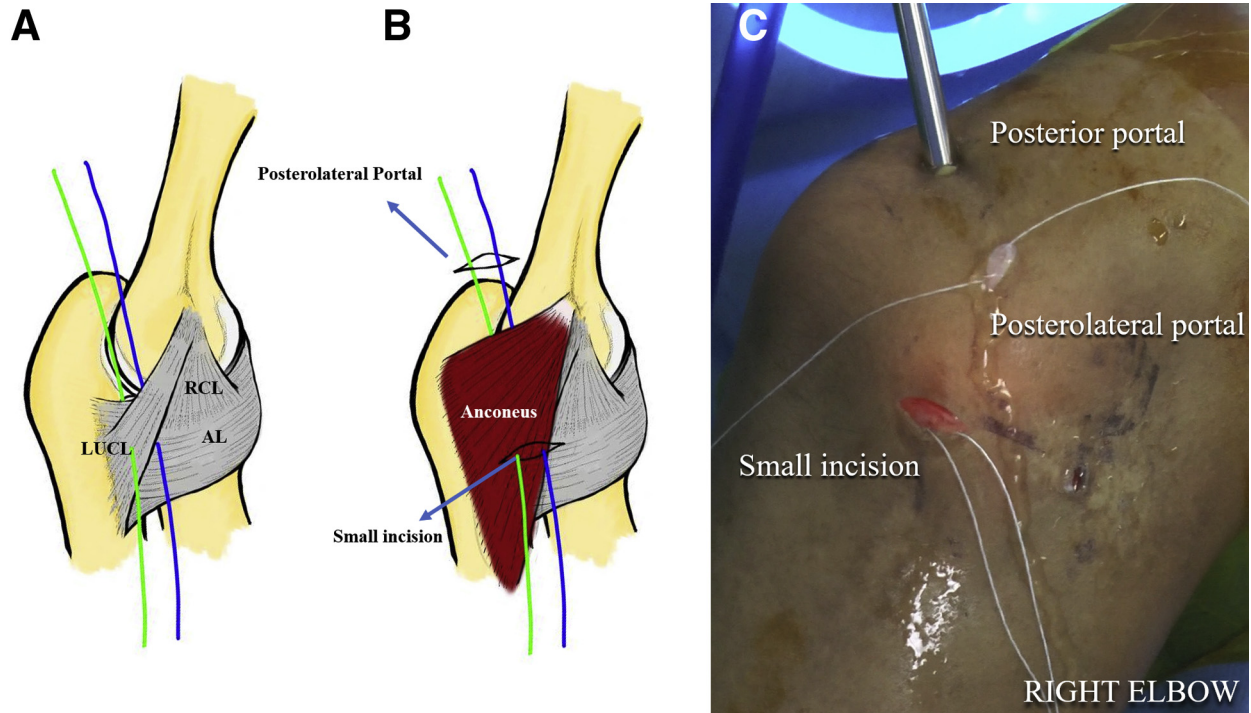 A
B
C
Posterolateral Portal
RCL
LUCL
AL
Anconeus
Small incision
Posterior portal
Posterolateral portal
Small incision
RIGHT ELBOW